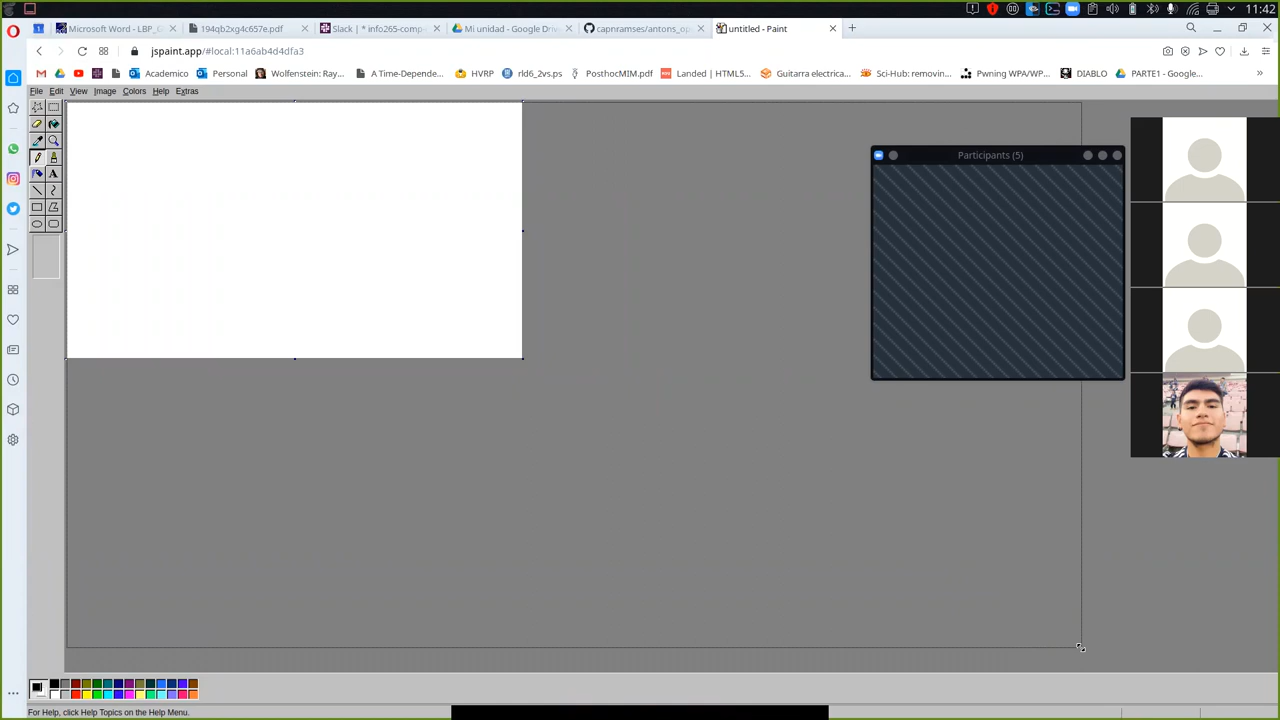 11:42
1 Microsoft Word - LBP_C 194qb2xg4c657e.pdf Slack | * info265-comp Mi unidad - Google Driv capnramses/antons_op untitled - Paint
jspaint.app/#local:11a6ab4d4dfa3
Academico Personal Wolfenstein: Ray... A Time-Depende.. HVRP rld6_2vs.ps PosthocMIM.pdf Landed | HTML5... Guitarra electrica... Sci-Hub: removin... Pwning WPA/WP... DIABLO PARTE1 - Google... »
File Edit View Image Colors Help Extras
Participants (5)
A
For Help, click Help Topics on the Help Menu.